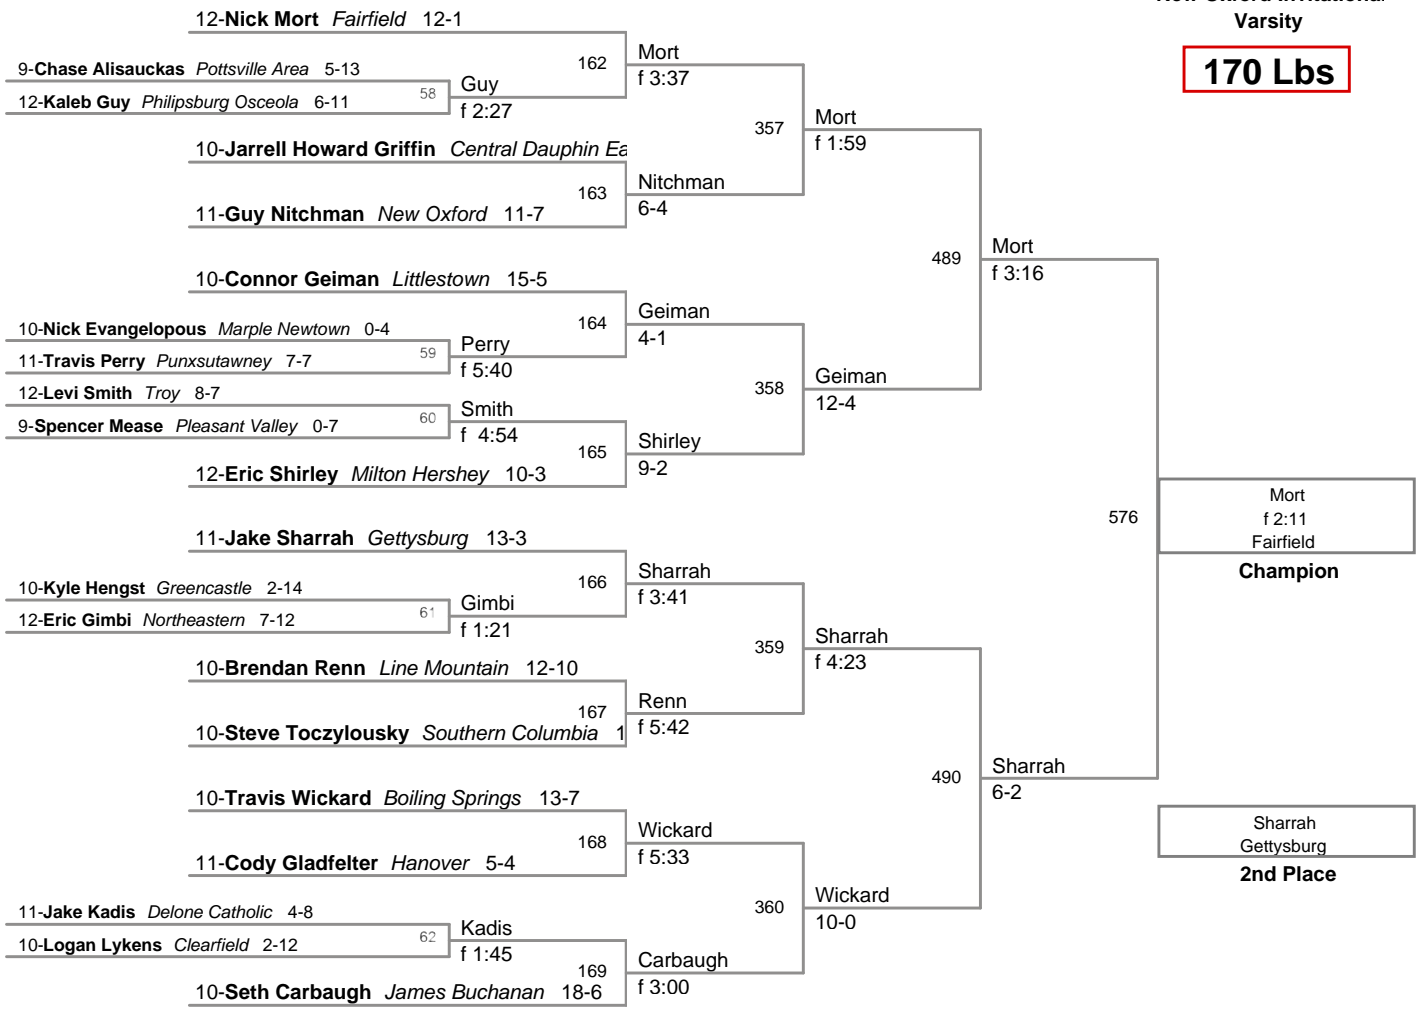 Varsity
170 Lbs
12-Nick Mort Fairfield 12-1
9-Chase Alisauckas Pottsville Area 5-13
58
12-Kaleb Guy Philipsburg Osceola 6-11
Guy
f 2:27
162
Mort
f 3:37
10-Jarrell Howard Griffin Central Dauphin Ea
163
11-Guy Nitchman New Oxford 11-7
Nitchman
6-4
357
Mort
f 1:59
10-Connor Geiman Littlestown 15-5
10-Nick Evangelopous Marple Newtown 0-4
59
11-Travis Perry Punxsutawney 7-7
Perry
f 5:40
164
Geiman
4-1
12-Levi Smith Troy 8-7
60
9-Spencer Mease Pleasant Valley 0-7
Smith
f 4:54
165
12-Eric Shirley Milton Hershey 10-3
Shirley
9-2
358
Geiman
12-4
489
Mort
f 3:16
11-Jake Sharrah Gettysburg 13-3
10-Kyle Hengst Greencastle 2-14
61
12-Eric Gimbi Northeastern 7-12
Gimbi
f 1:21
166
Sharrah
f 3:41
10-Brendan Renn Line Mountain 12-10
167
10-Steve Toczylousky Southern Columbia 1
Renn
f 5:42
359
Sharrah
f 4:23
10-Travis Wickard Boiling Springs 13-7
168
11-Cody Gladfelter Hanover 5-4
Wickard
f 5:33
11-Jake Kadis Delone Catholic 4-8
62
10-Logan Lykens Clearfield 2-12
Kadis
f 1:45
169
10-Seth Carbaugh James Buchanan 18-6
Carbaugh
f 3:00
360
Wickard
10-0
490
Sharrah
6-2
576
Mort
f 2:11
Fairfield
Champion
Sharrah
Gettysburg
2nd Place